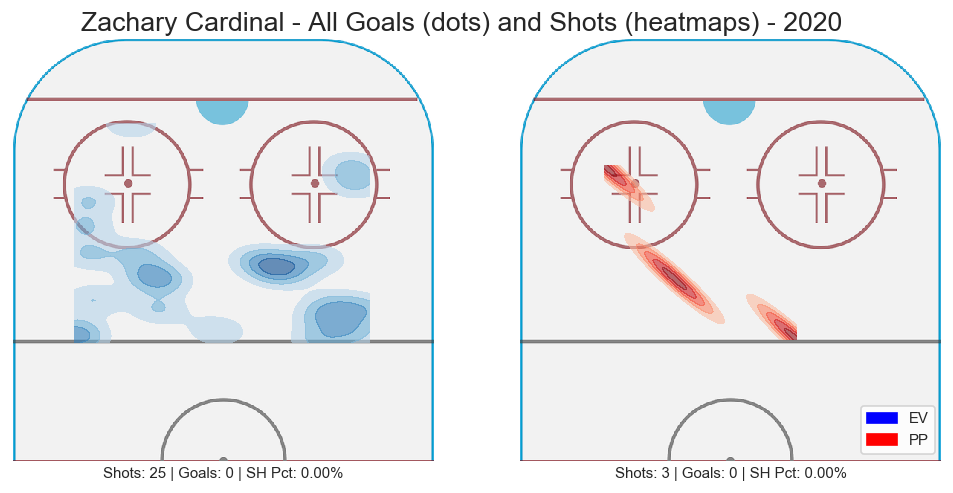 Zachary Cardinal - All Goals (dots) and Shots (heatmaps) - 2020
EV
PP
Shots: 25 | Goals: 0 | SH Pct: 0.00%
Shots: 3 | Goals: 0 | SH Pct: 0.00%